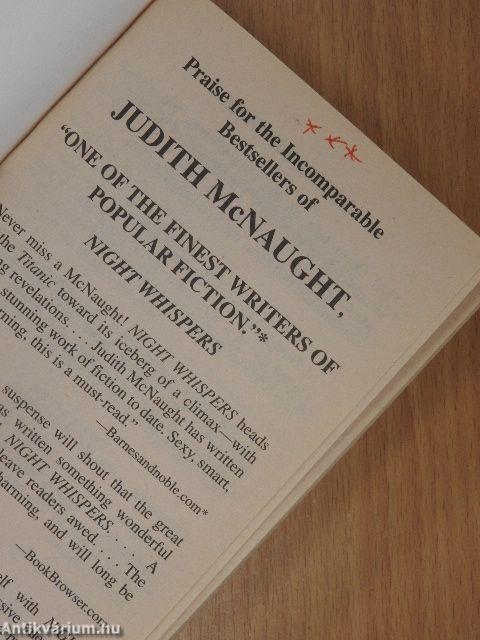 Praise for the Incomparable
Bestsellers of
JUDITH McNAUGHT,
"ONE OF THE FINEST WRITERS OF
POPULAR FICTION."*
NIGHT WHISPERS
Never miss a McNaught! NIGHT WHISPERS heads
the Titanic toward its iceberg of a climax—with
revelations. . . . Judith McNaught has written
stunning work of fiction to date. Sexy, smart,
this is a must-read."
—Barnesandnoble.com*
suspense will shout that the great
written something wonderful
NIGHT WHISPERS. . . . A
leave readers awed. . . . The
charming, and will long be
—BookBrowser.com
with
Antikvárium.hu